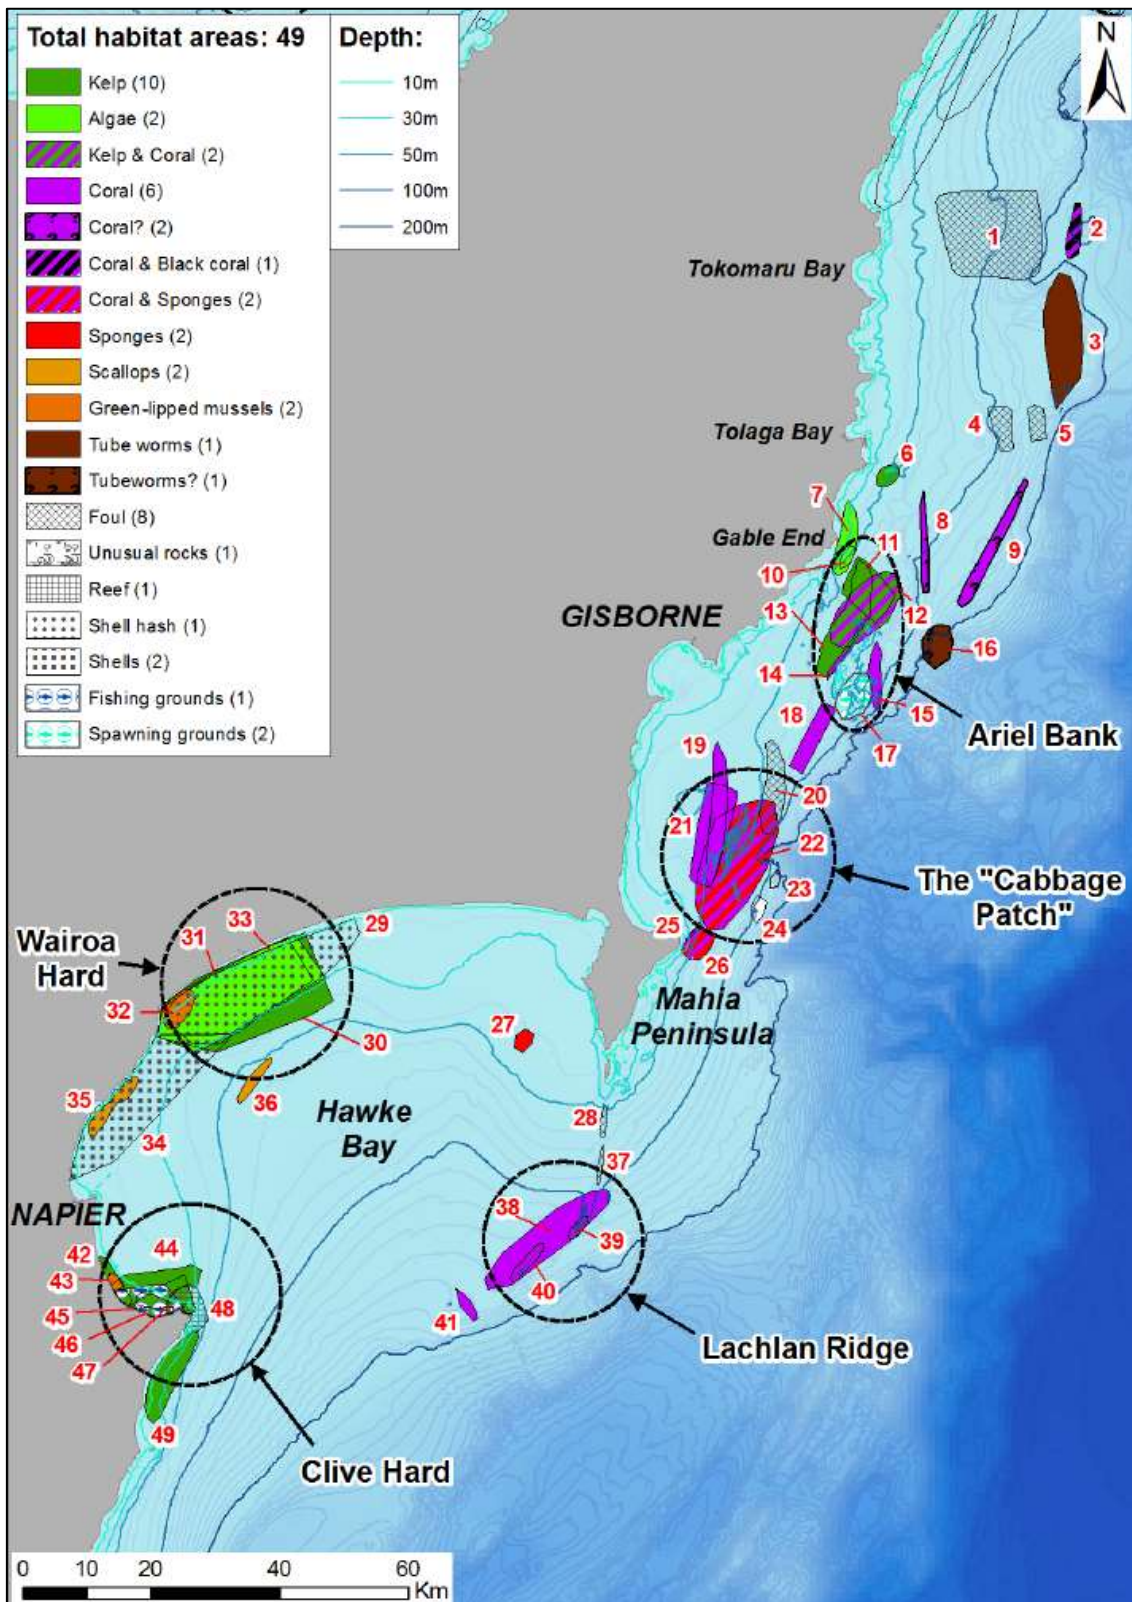 Total habitat areas: 49
Kelp (10)
Algae (2)
Kelp & Coral (2)
Coral (6)
Coral? (2)
Coral & Black coral (1)
Coral & Sponges (2)
Sponges (2)
Scallops (2)
Green-lipped mussels (2)
Tube worms (1)
Tubeworms? (1)
Foul (8)
Unusual rocks (1)
Reef (1)
Shell hash (1)
Shells (2)
Fishing grounds (1)
Spawning grounds (2)
Depth:
10m
30m
50m
100m
200m
N
1
2
Tokomaru Bay
3
4
5
Tolaga Bay
6
7
8
9
Gable End
10
11
12
GISBORNE
13
14
15
16
17
Ariel Bank
18
19
20
21
22
23
24
The "Cabbage
Patch"
25
26
Mahia
Peninsula
27
28
29
33
31
Wairoa
Hard
32
30
35
36
34
Hawke
Bay
37
38
39
40
41
Lachlan Ridge
NAPIER
42
44
43
45
46
47
48
49
Clive Hard
0
10
20
40
60
Km